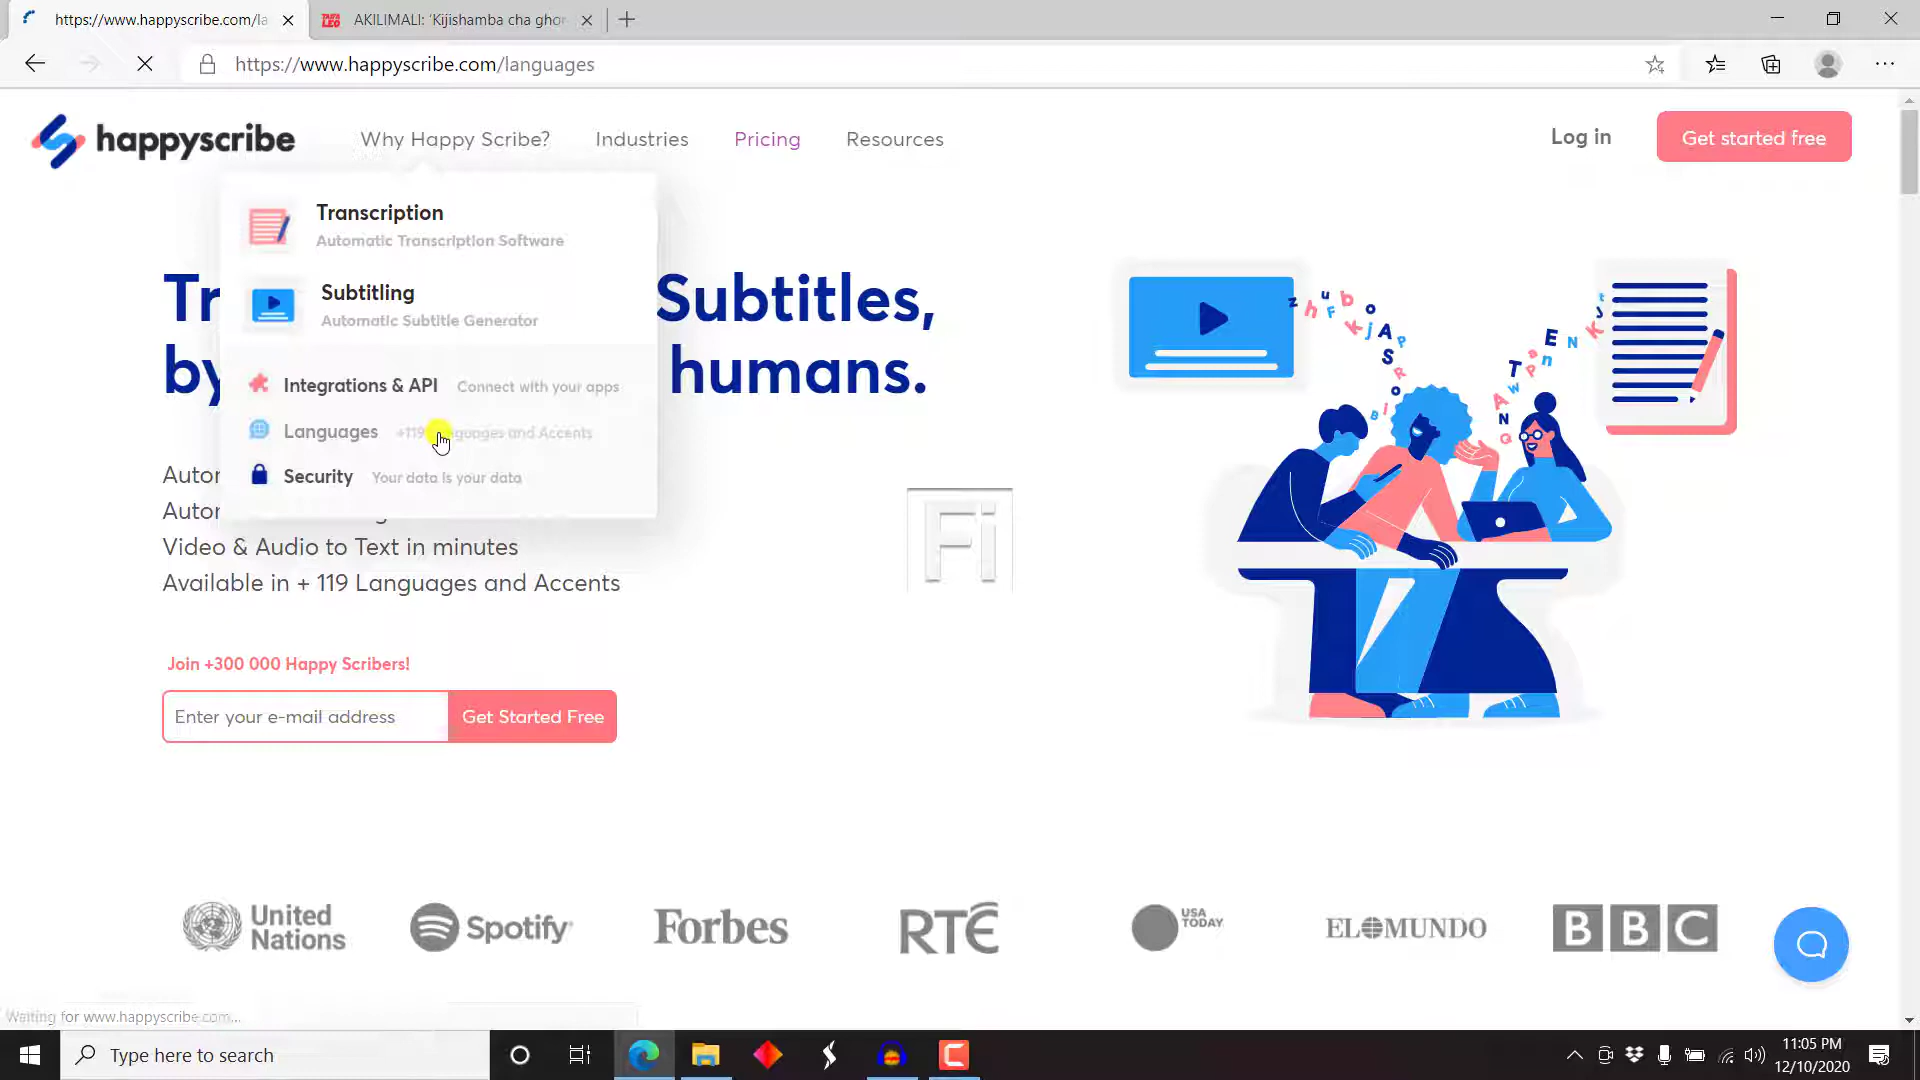 https://www.happyscribe.com/la
AKILIMALI: 'Kijishamba cha ghor
https://www.happyscribe.com/languages
happyscribe
Why Happy Scribe?
Industries
Pricing
Resources
Log in
Get started free
Transcription
Automatic Transcription Software
Subtitling
Automatic Subtitle Generator
Integrations & API Connect with your apps
Languages +119 and Accents
Security Your data is your data
Subtitles,
by humans.
Video & Audio to Text in minutes
Available in + 119 Languages and Accents
Join +300 000 Happy Scribers!
Enter your e-mail address
Get Started Free
Fi
United Nations
Spotify
Forbes
RTÉ
USA TODAY
EL MUNDO
BBC
Waiting for www.happyscribe.com...
Type here to search
11:05 PM
12/10/2020